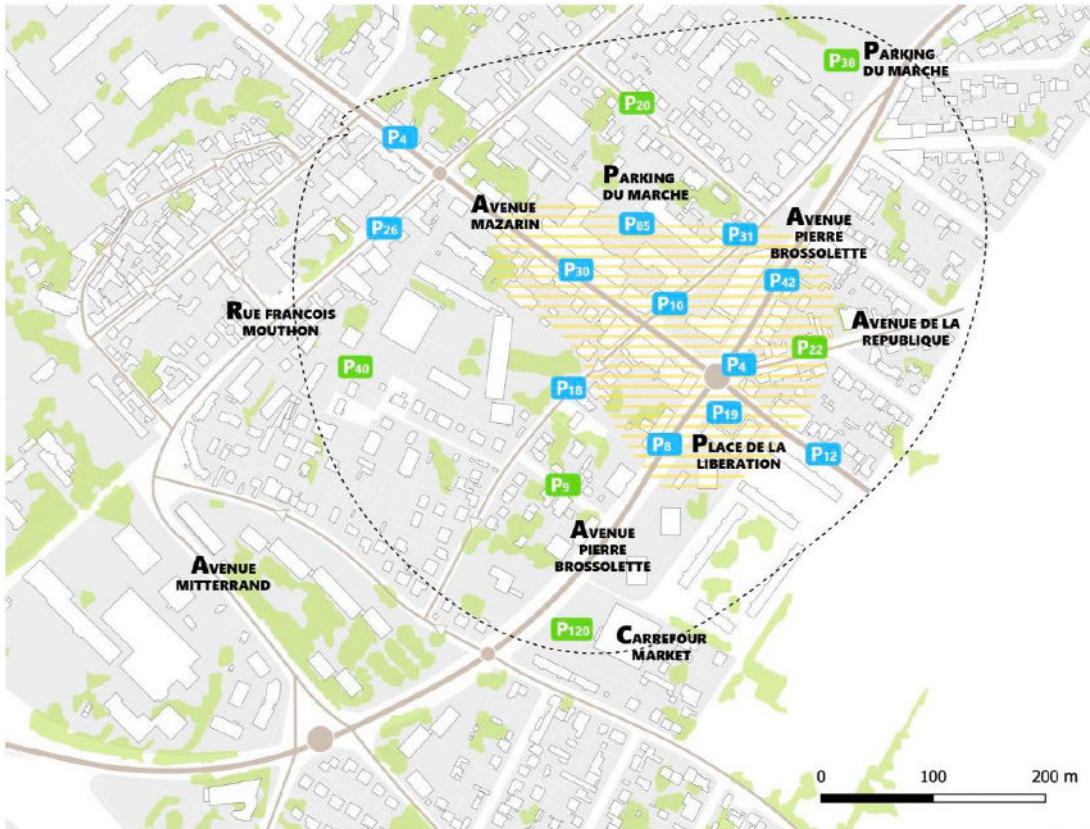 P38
PARKING
DU MARCHE
P20
P4
PARKING
DU MARCHE
AVENUE
MAZARIN
P85
P26
P31
AVENUE
PIERRE
BROSSOLETTE
P30
P42
P10
RUE FRANCOIS
MOUTHON
AVENUE DE LA
REPUBLIQUE
P22
P40
P4
P18
P19
P8
PLACE DE LA
LIBERATION
P12
P9
AVENUE
PIERRE
BROSSOLETTE
AVENUE
MITTERRAND
P120
CARREFOUR
MARKET
0 100 200 m